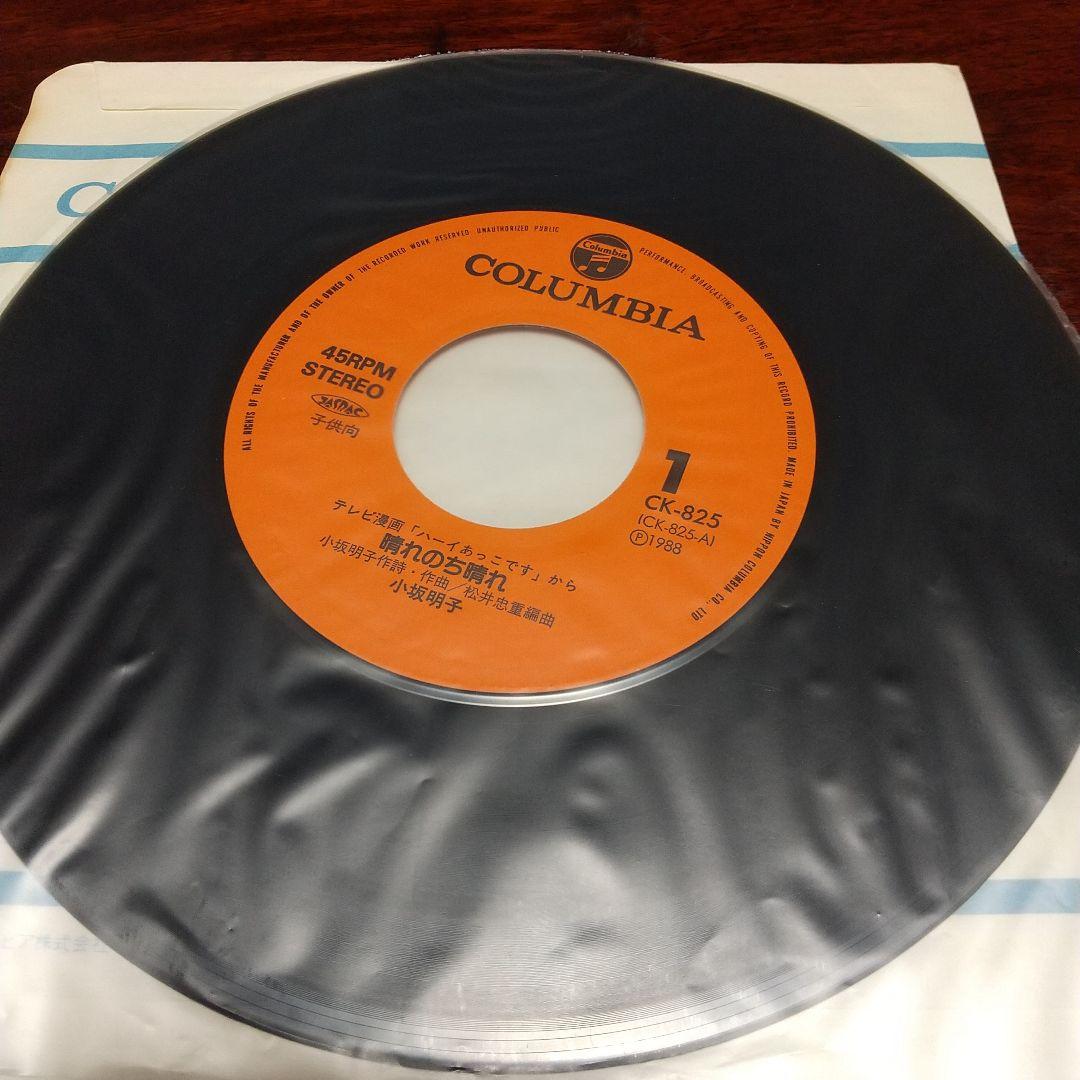 ALL RIGHTS OF THE MANUFACTURER AND OF THE OWNER OF THE RECORDED WORK RESERVED. UNAUTHORIZED PUBLIC PERFORMANCE, BROADCASTING AND COPYING OF THIS RECORD PROHIBITED. MADE IN JAPAN BY NIPPON COLUMBIA CO., LTD
Columbia
COLUMBIA
45RPM
STEREO
JASRAC
子供向
1
CK-825
(CK-825-A)
Ⓟ1988
テレビ漫画「ハーイあっこです」から
晴れのち晴れ
小坂明子作詩・作曲／松井忠重編曲
小坂明子